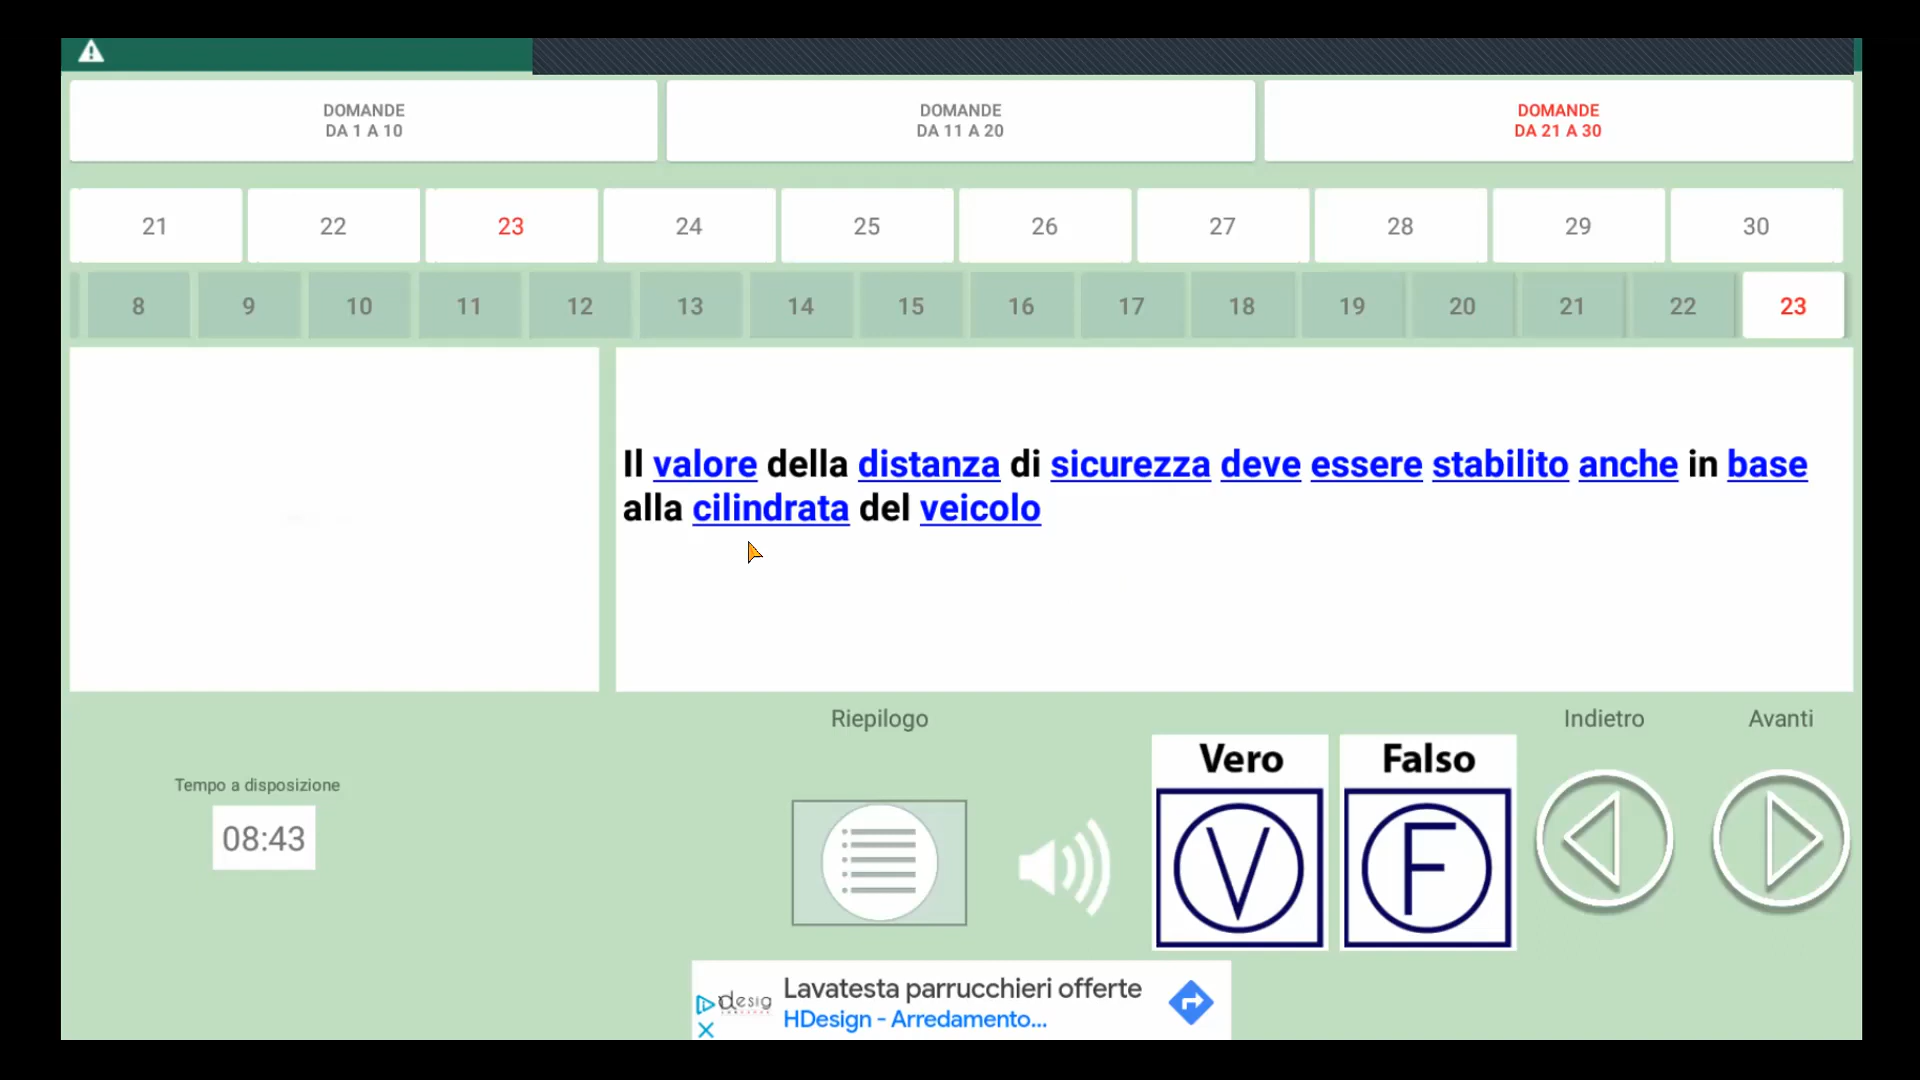 DOMANDE
DA 1 A 10
DOMANDE
DA 11 A 20
DOMANDE
DA 21 A 30
21 22 23 24 25 26 27 28 29 30
8 9 10 11 12 13 14 15 16 17 18 19 20 21 22 23
Il valore della distanza di sicurezza deve essere stabilito anche in base
alla cilindrata del veicolo
Riepilogo
Indietro
Avanti
Vero
Falso
V
F
Tempo a disposizione
08:43
Lavatesta parrucchieri offerte
HDesign - Arredamento...